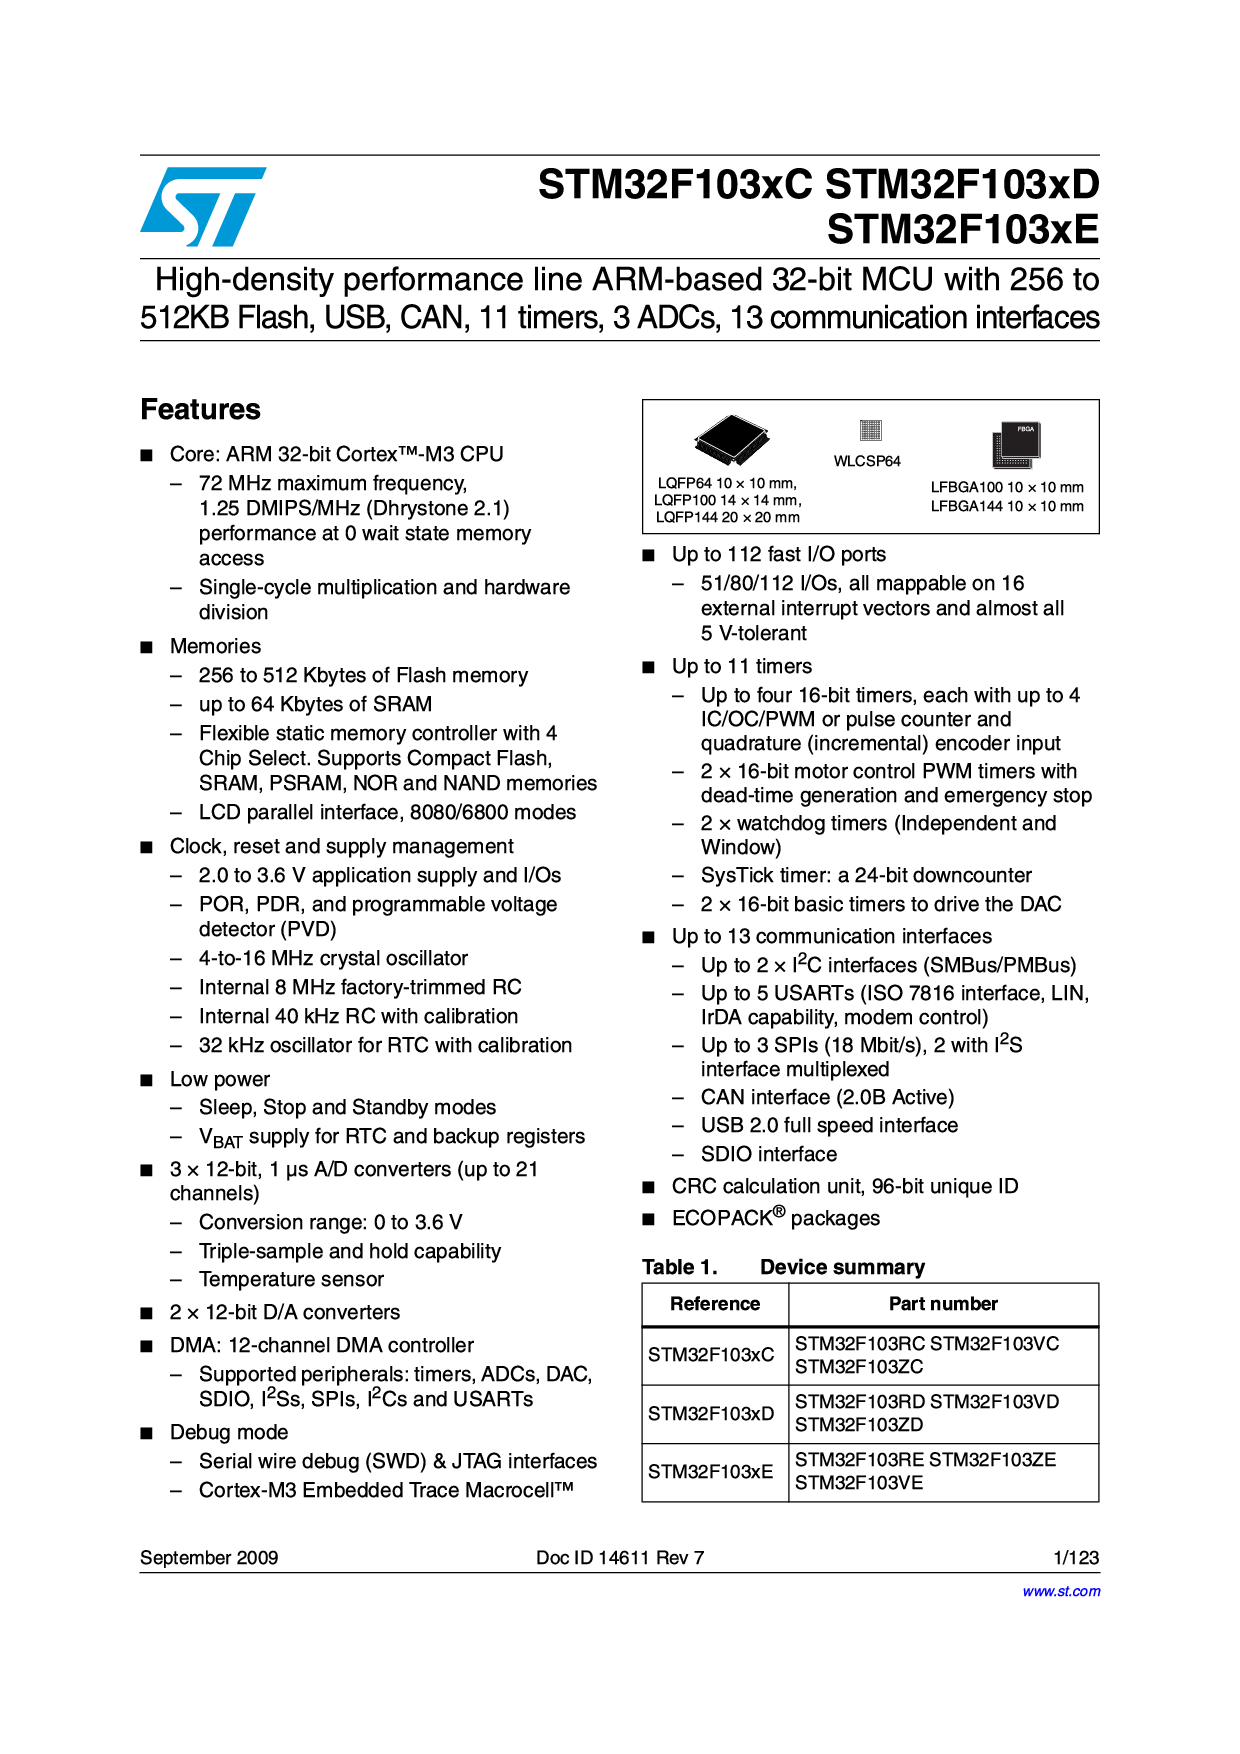 ST
STM32F103xC STM32F103xD
STM32F103xE
High-density performance line ARM-based 32-bit MCU with 256 to
512KB Flash, USB, CAN, 11 timers, 3 ADCs, 13 communication interfaces
Features
■ Core: ARM 32-bit Cortex™-M3 CPU
– 72 MHz maximum frequency,
1.25 DMIPS/MHz (Dhrystone 2.1)
performance at 0 wait state memory
access
– Single-cycle multiplication and hardware
division
■ Memories
– 256 to 512 Kbytes of Flash memory
– up to 64 Kbytes of SRAM
– Flexible static memory controller with 4
Chip Select. Supports Compact Flash,
SRAM, PSRAM, NOR and NAND memories
– LCD parallel interface, 8080/6800 modes
■ Clock, reset and supply management
– 2.0 to 3.6 V application supply and I/Os
– POR, PDR, and programmable voltage
detector (PVD)
– 4-to-16 MHz crystal oscillator
– Internal 8 MHz factory-trimmed RC
– Internal 40 kHz RC with calibration
– 32 kHz oscillator for RTC with calibration
■ Low power
– Sleep, Stop and Standby modes
– VBAT supply for RTC and backup registers
■ 3 × 12-bit, 1 µs A/D converters (up to 21
channels)
– Conversion range: 0 to 3.6 V
– Triple-sample and hold capability
– Temperature sensor
■ 2 × 12-bit D/A converters
■ DMA: 12-channel DMA controller
– Supported peripherals: timers, ADCs, DAC,
SDIO, I2Ss, SPIs, I2Cs and USARTs
■ Debug mode
– Serial wire debug (SWD) & JTAG interfaces
– Cortex-M3 Embedded Trace Macrocell™
LQFP64 10 × 10 mm,
LQFP100 14 × 14 mm,
LQFP144 20 × 20 mm
WLCSP64
FBGA
LFBGA100 10 × 10 mm
LFBGA144 10 × 10 mm
■ Up to 112 fast I/O ports
– 51/80/112 I/Os, all mappable on 16
external interrupt vectors and almost all
5 V-tolerant
■ Up to 11 timers
– Up to four 16-bit timers, each with up to 4
IC/OC/PWM or pulse counter and
quadrature (incremental) encoder input
– 2 × 16-bit motor control PWM timers with
dead-time generation and emergency stop
– 2 × watchdog timers (Independent and
Window)
– SysTick timer: a 24-bit downcounter
– 2 × 16-bit basic timers to drive the DAC
■ Up to 13 communication interfaces
– Up to 2 × I2C interfaces (SMBus/PMBus)
– Up to 5 USARTs (ISO 7816 interface, LIN,
IrDA capability, modem control)
– Up to 3 SPIs (18 Mbit/s), 2 with I2S
interface multiplexed
– CAN interface (2.0B Active)
– USB 2.0 full speed interface
– SDIO interface
■ CRC calculation unit, 96-bit unique ID
■ ECOPACK® packages
Table 1. Device summary
Reference Part number
STM32F103xC STM32F103RC STM32F103VC
STM32F103ZC
STM32F103xD STM32F103RD STM32F103VD
STM32F103ZD
STM32F103xE STM32F103RE STM32F103ZE
STM32F103VE
September 2009 Doc ID 14611 Rev 7 1/123
www.st.com